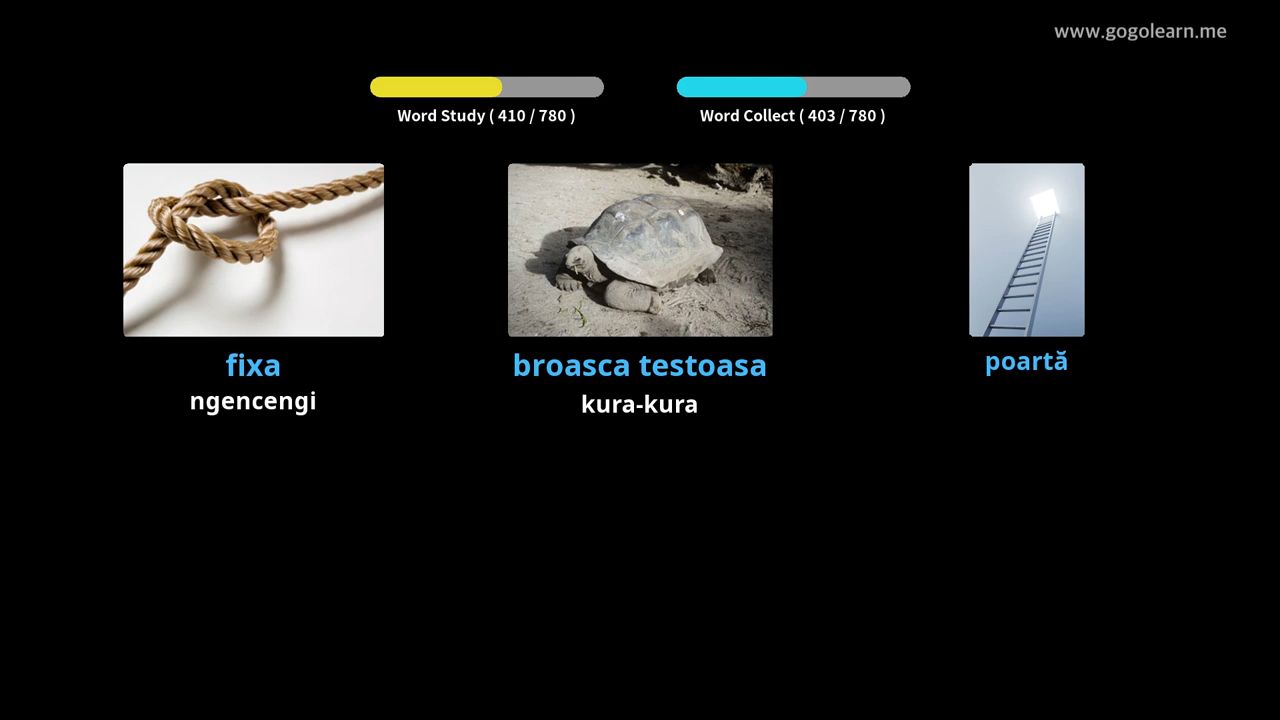 www.gogolearn.me
Word Study ( 410 / 780 )
Word Collect ( 403 / 780 )
fixa
ngencengi
broasca testoasa
kura-kura
poartă